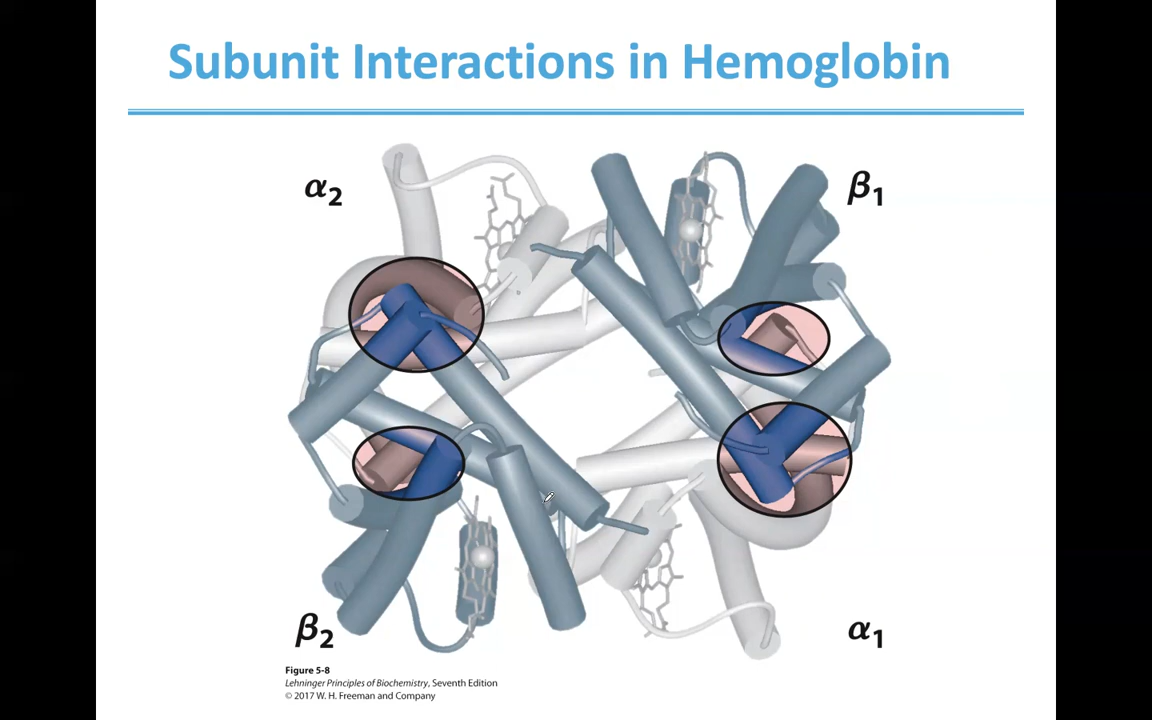 Subunit Interactions in Hemoglobin
α2
β1
β2
α1
Figure 5-8
Lehninger Principles of Biochemistry, Seventh Edition
© 2017 W. H. Freeman and Company